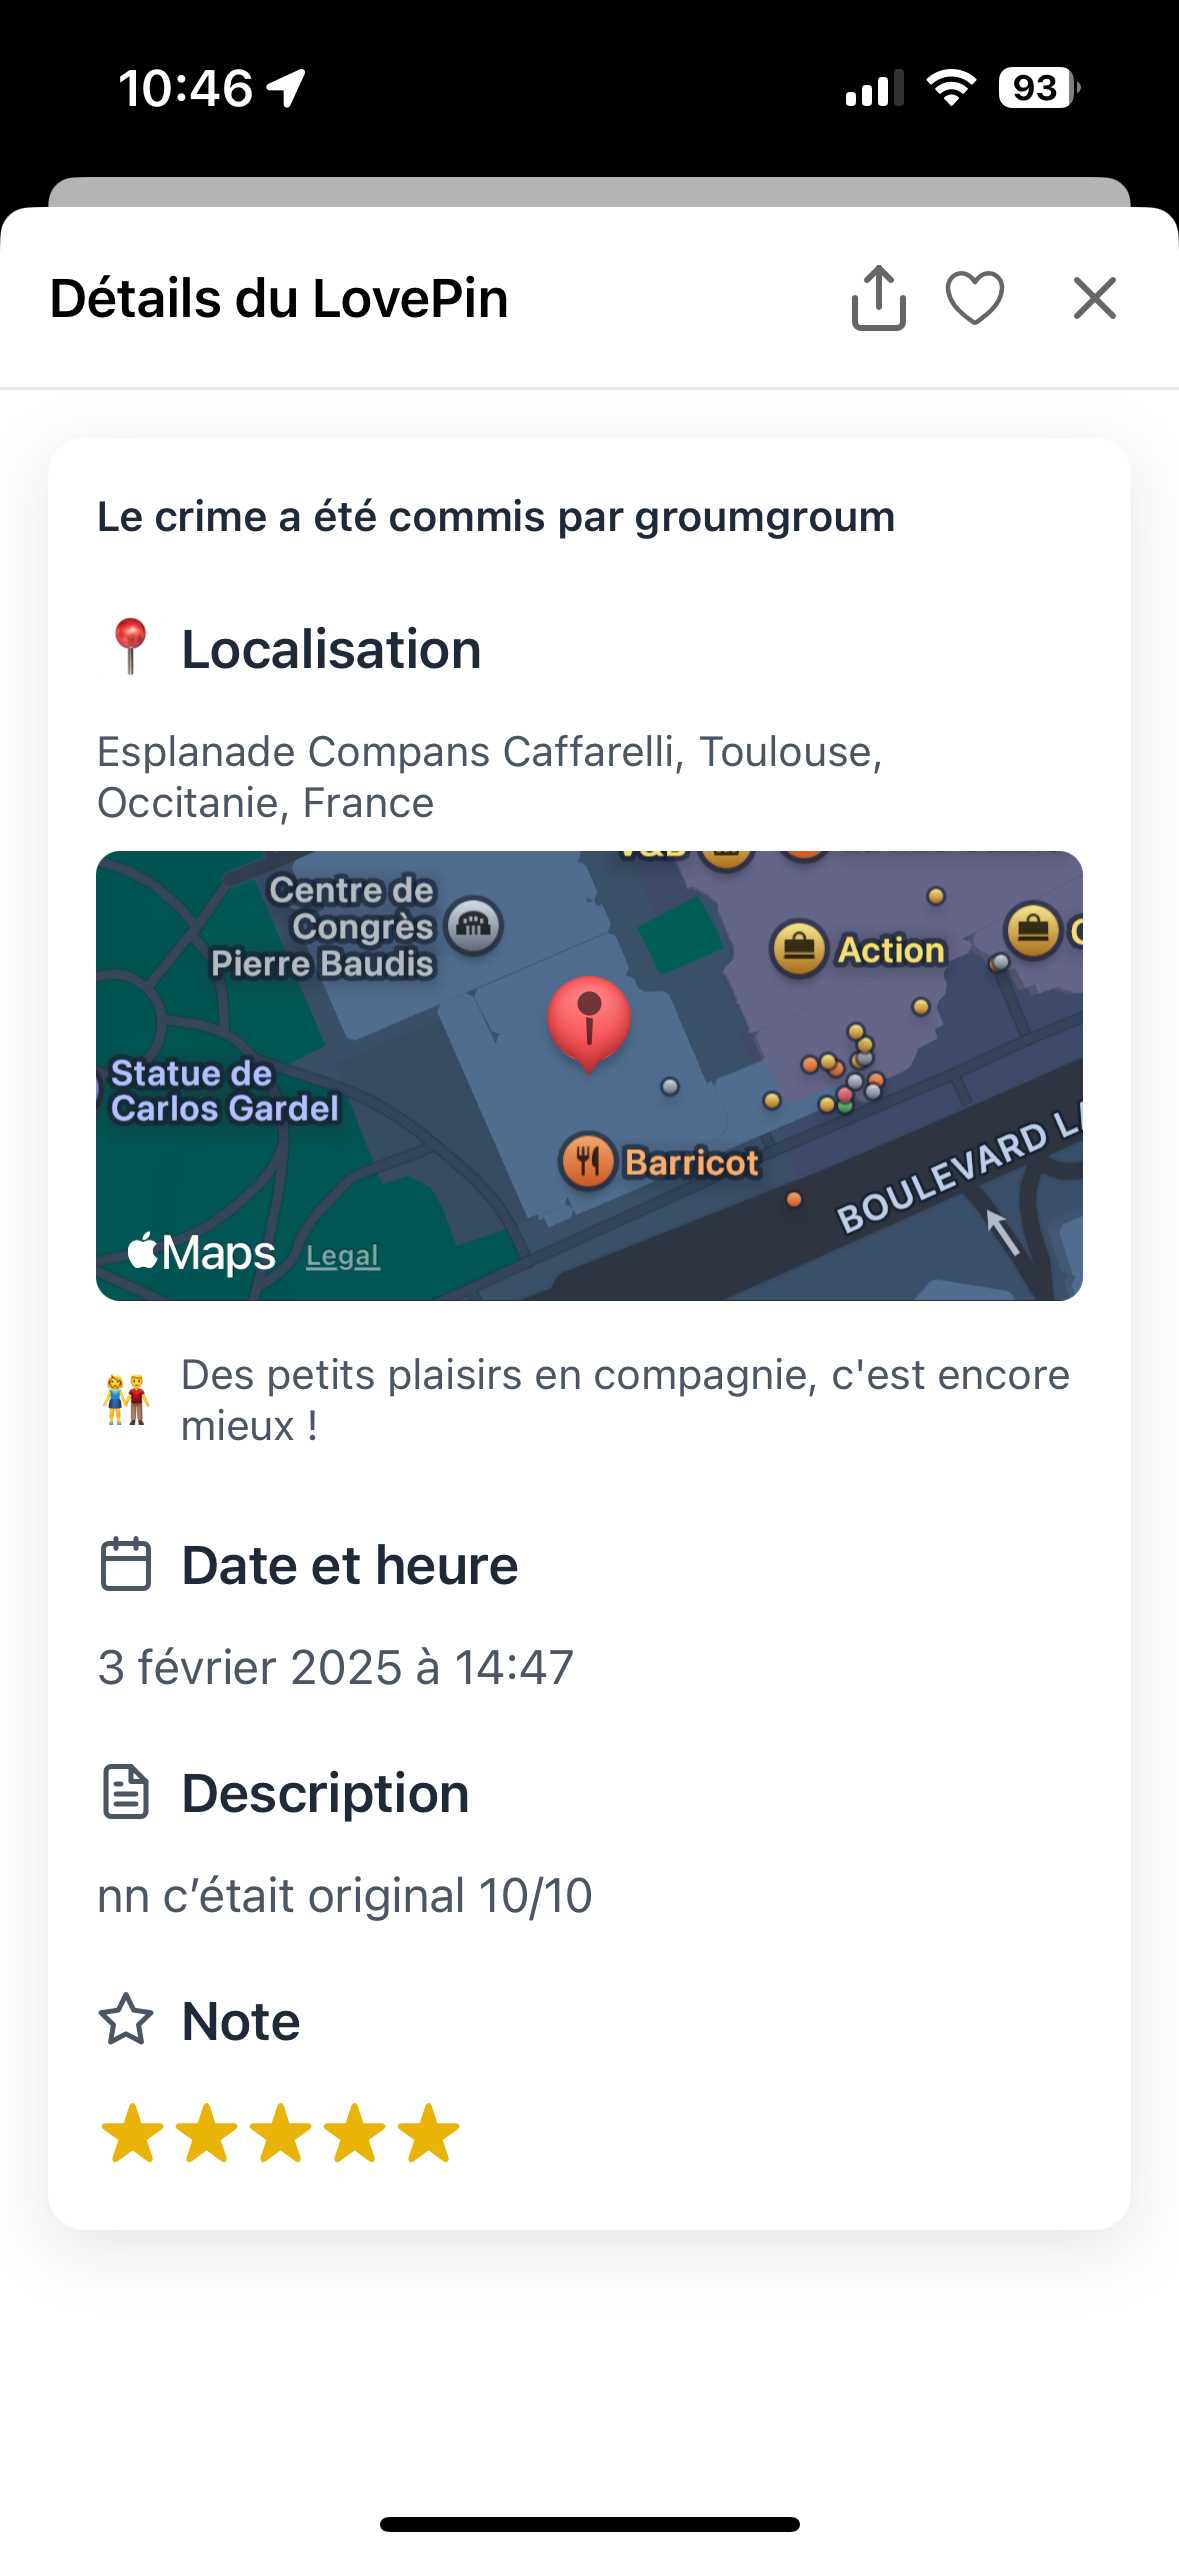 10:46
93
Détails du LovePin
Le crime a été commis par groumgroum
Localisation
Esplanade Compans Caffarelli, Toulouse,
Occitanie, France
V&B
Centre de
Congrès
Pierre Baudis
Action
Statue de
Carlos Gardel
Barricot
BOULEVARD LA
Maps
Legal
Des petits plaisirs en compagnie, c'est encore
mieux !
Date et heure
3 février 2025 à 14:47
Description
nn c’était original 10/10
Note